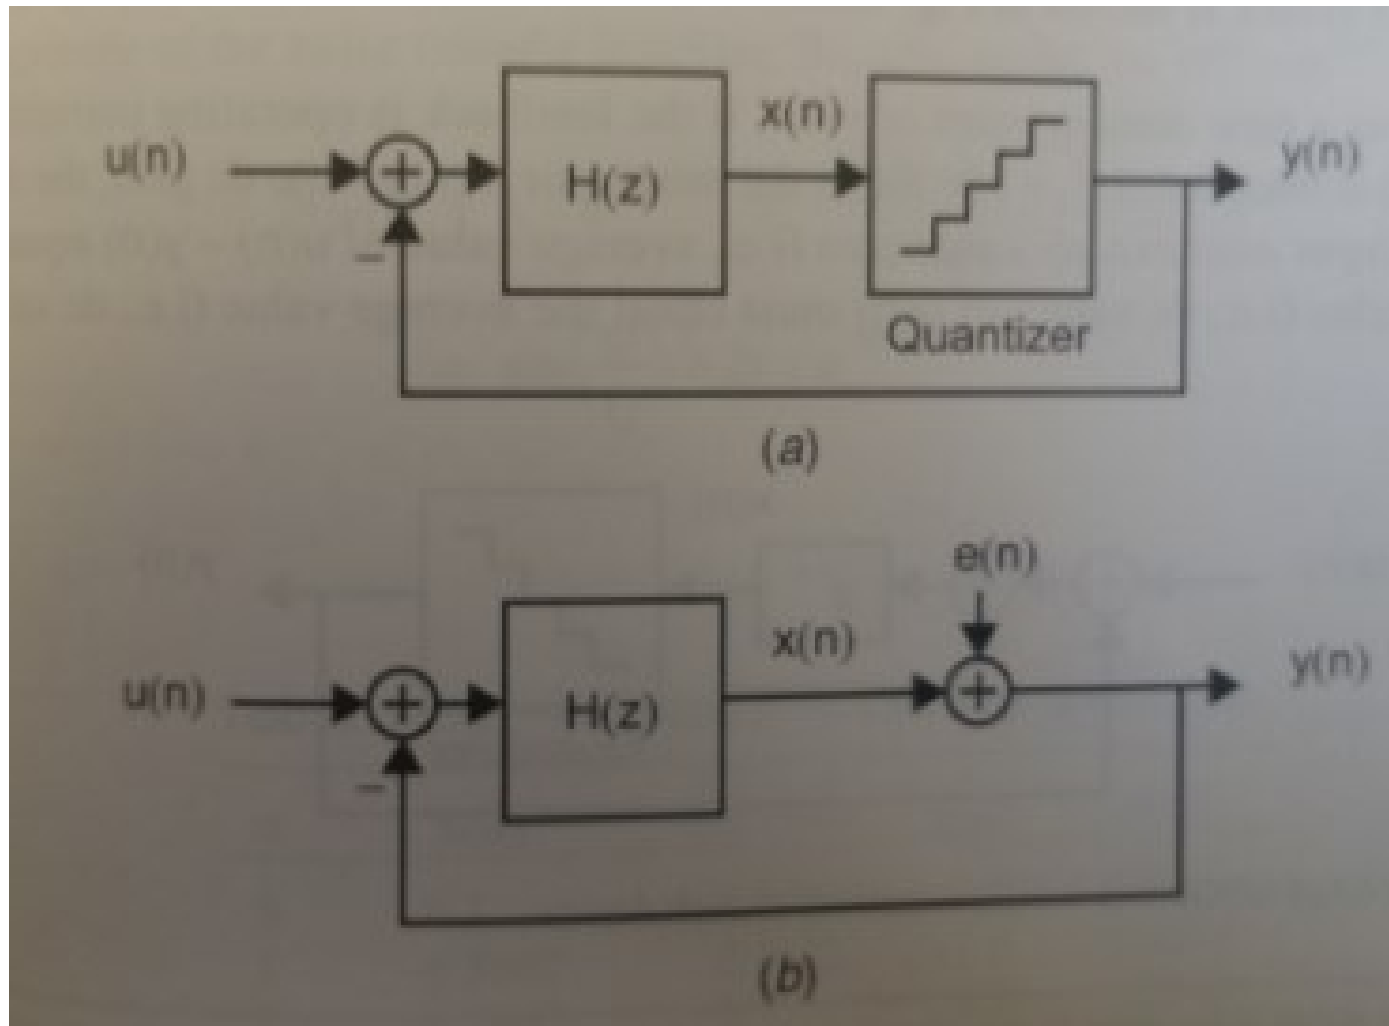 x(n)
u(n) + H(z) y(n)
−
Quantizer
(a)
e(n)
x(n)
u(n) + H(z) + y(n)
−
(b)